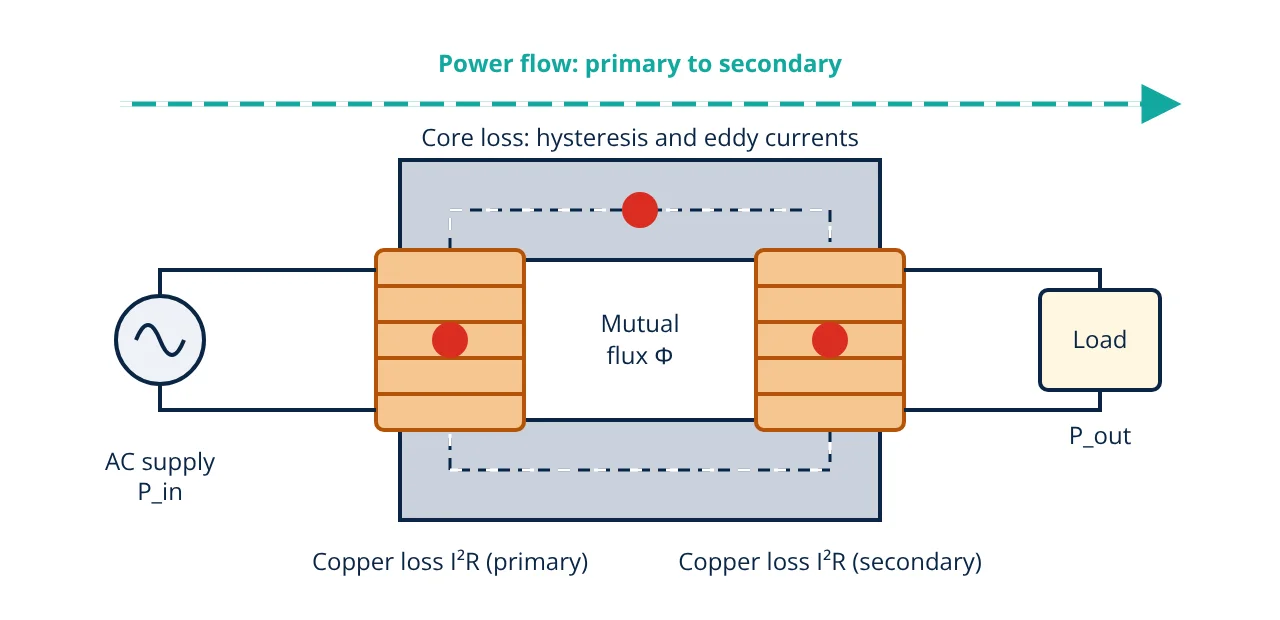 Power flow: primary to secondary
Core loss: hysteresis and eddy currents
Mutual
flux Φ
Load
P_out
AC supply
P_in
Copper loss I²R (primary)
Copper loss I²R (secondary)